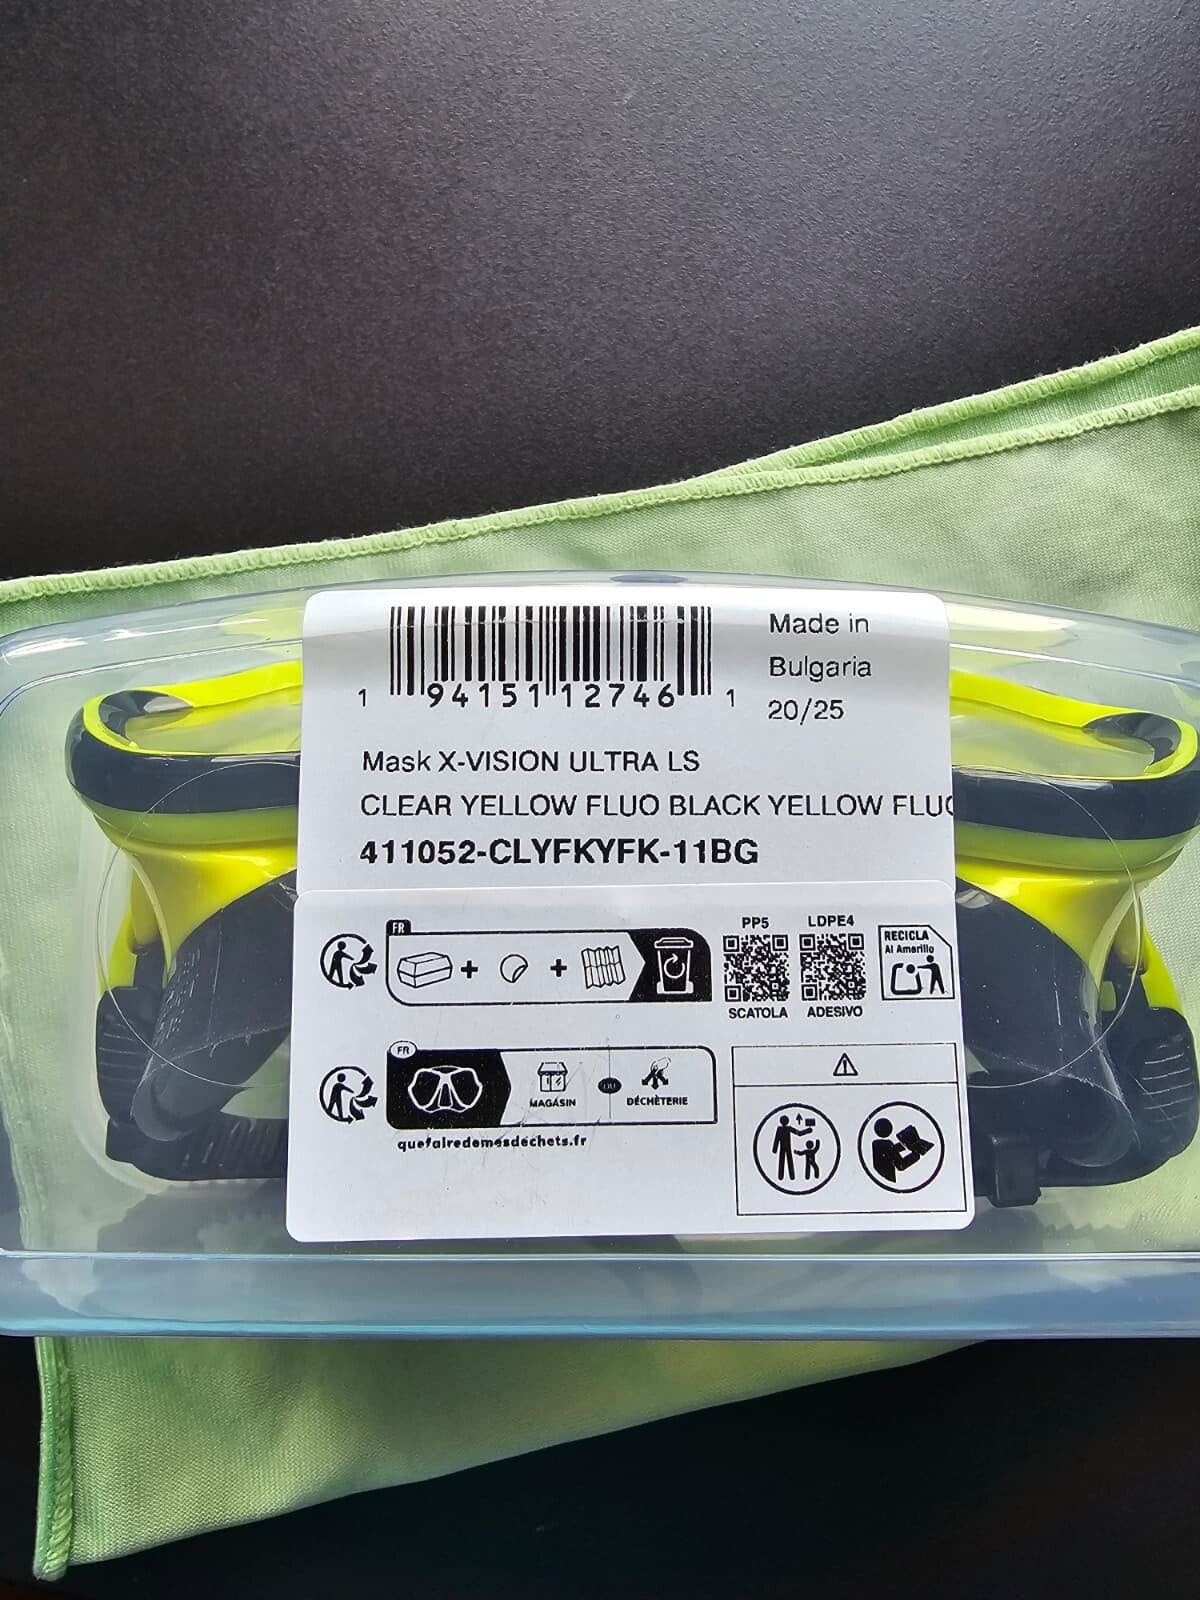 1 94151 12746 1
Made in
Bulgaria
20/25
Mask X-VISION ULTRA LS
CLEAR YELLOW FLUO BLACK YELLOW FLUO
411052-CLYFKYFK-11BG
FR
PP5
LDPE4
SCATOLA
ADESIVO
RECICLA
Al Amarillo
FR
MAGASIN
OU
DÉCHÈTERIE
quefairedemesdechets.fr